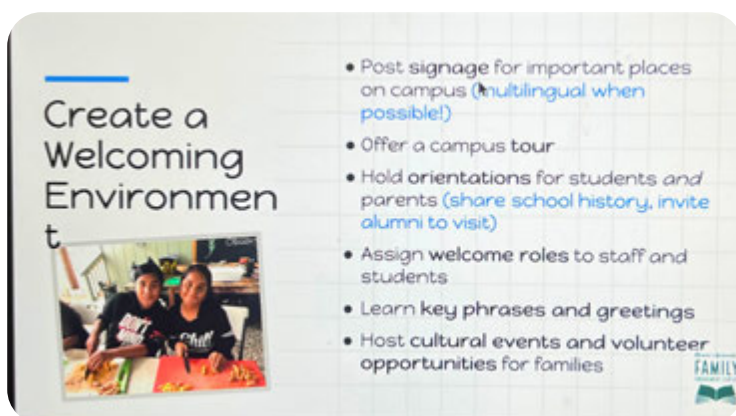 Create a
Welcoming
Environmen
t
• Post signage for important places
on campus (multilingual when
possible!)
• Offer a campus tour
• Hold orientations for students and
parents (share school history, invite
alumni to visit)
• Assign welcome roles to staff and
students
• Learn key phrases and greetings
• Host cultural events and volunteer
opportunities for families
FAMILY